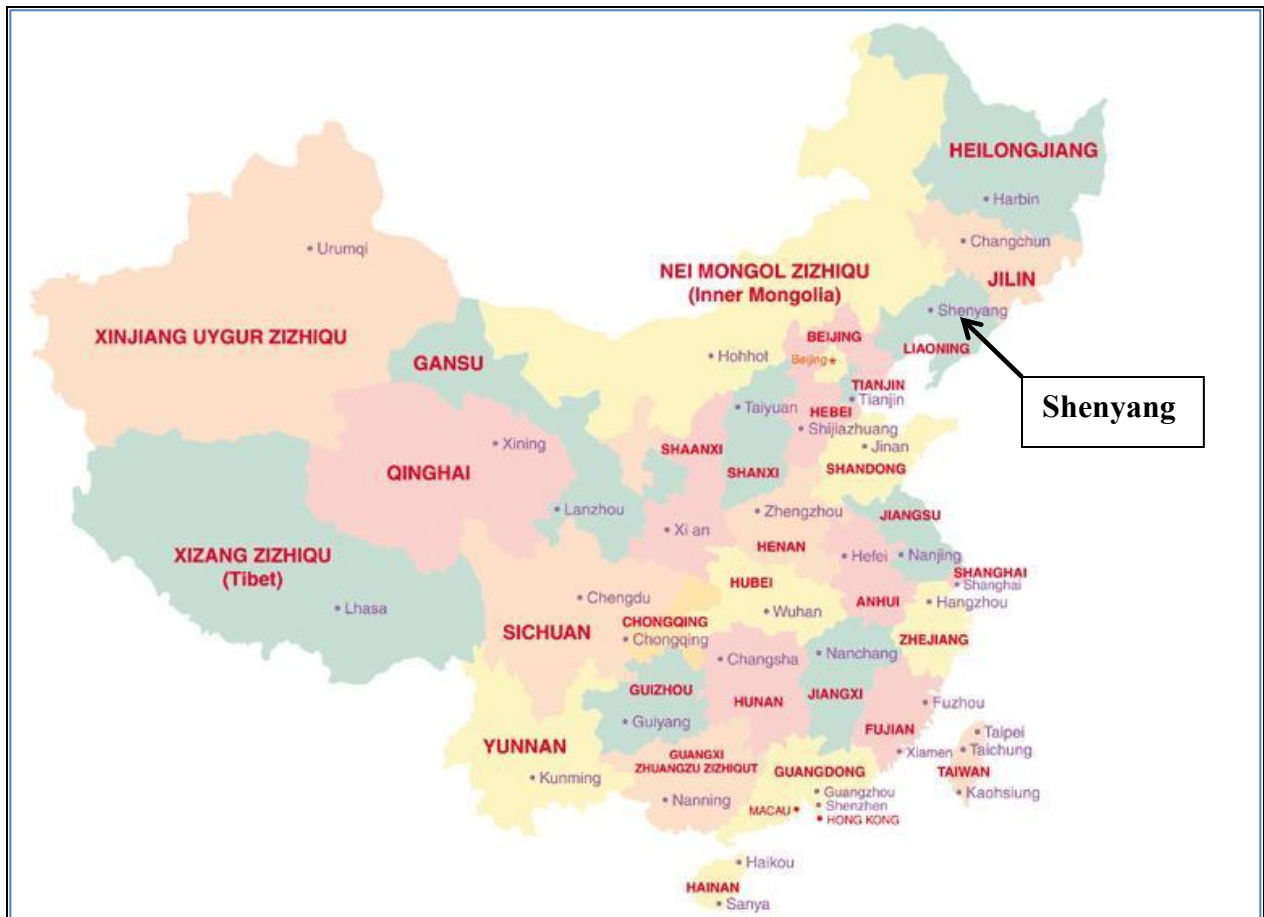 HEILONGJIANG
Harbin
Urumqi
Changchun
NEI MONGOL ZIZHIQU
(Inner Mongolia)
JILIN
Shenyang
XINJIANG UYGUR ZIZHIQU
BEIJING
GANSU
Hohhot
Beijing
LIAONING
TIANJIN
Tianjin
Shenyang
Taiyuan
HEBEI
Shijiazhuang
Xining
SHAANXI
Jinan
QINGHAI
SHANXI
SHANDONG
Lanzhou
Zhengzhou
JIANGSU
Xi an
HENAN
Hefei
Nanjing
XIZANG ZIZHIQU
(Tibet)
HUBEI
SHANGHAI
Shanghai
Lhasa
Chengdu
ANHUI
Hangzhou
Wuhan
SICHUAN
CHONGQING
Chongqing
ZHEJIANG
Changsha
Nanchang
GUIZHOU
HUNAN
JIANGXI
Guiyang
Fuzhou
FUJIAN
Taipei
YUNNAN
GUANGXI
ZHUANGZU ZIZHIQUT
Xiamen
Taichung
Kunming
GUANGDONG
TAIWAN
Nanning
Guangzhou
Kaohsiung
MACAU
Shenzhen
HONG KONG
Haikou
HAINAN
Sanya